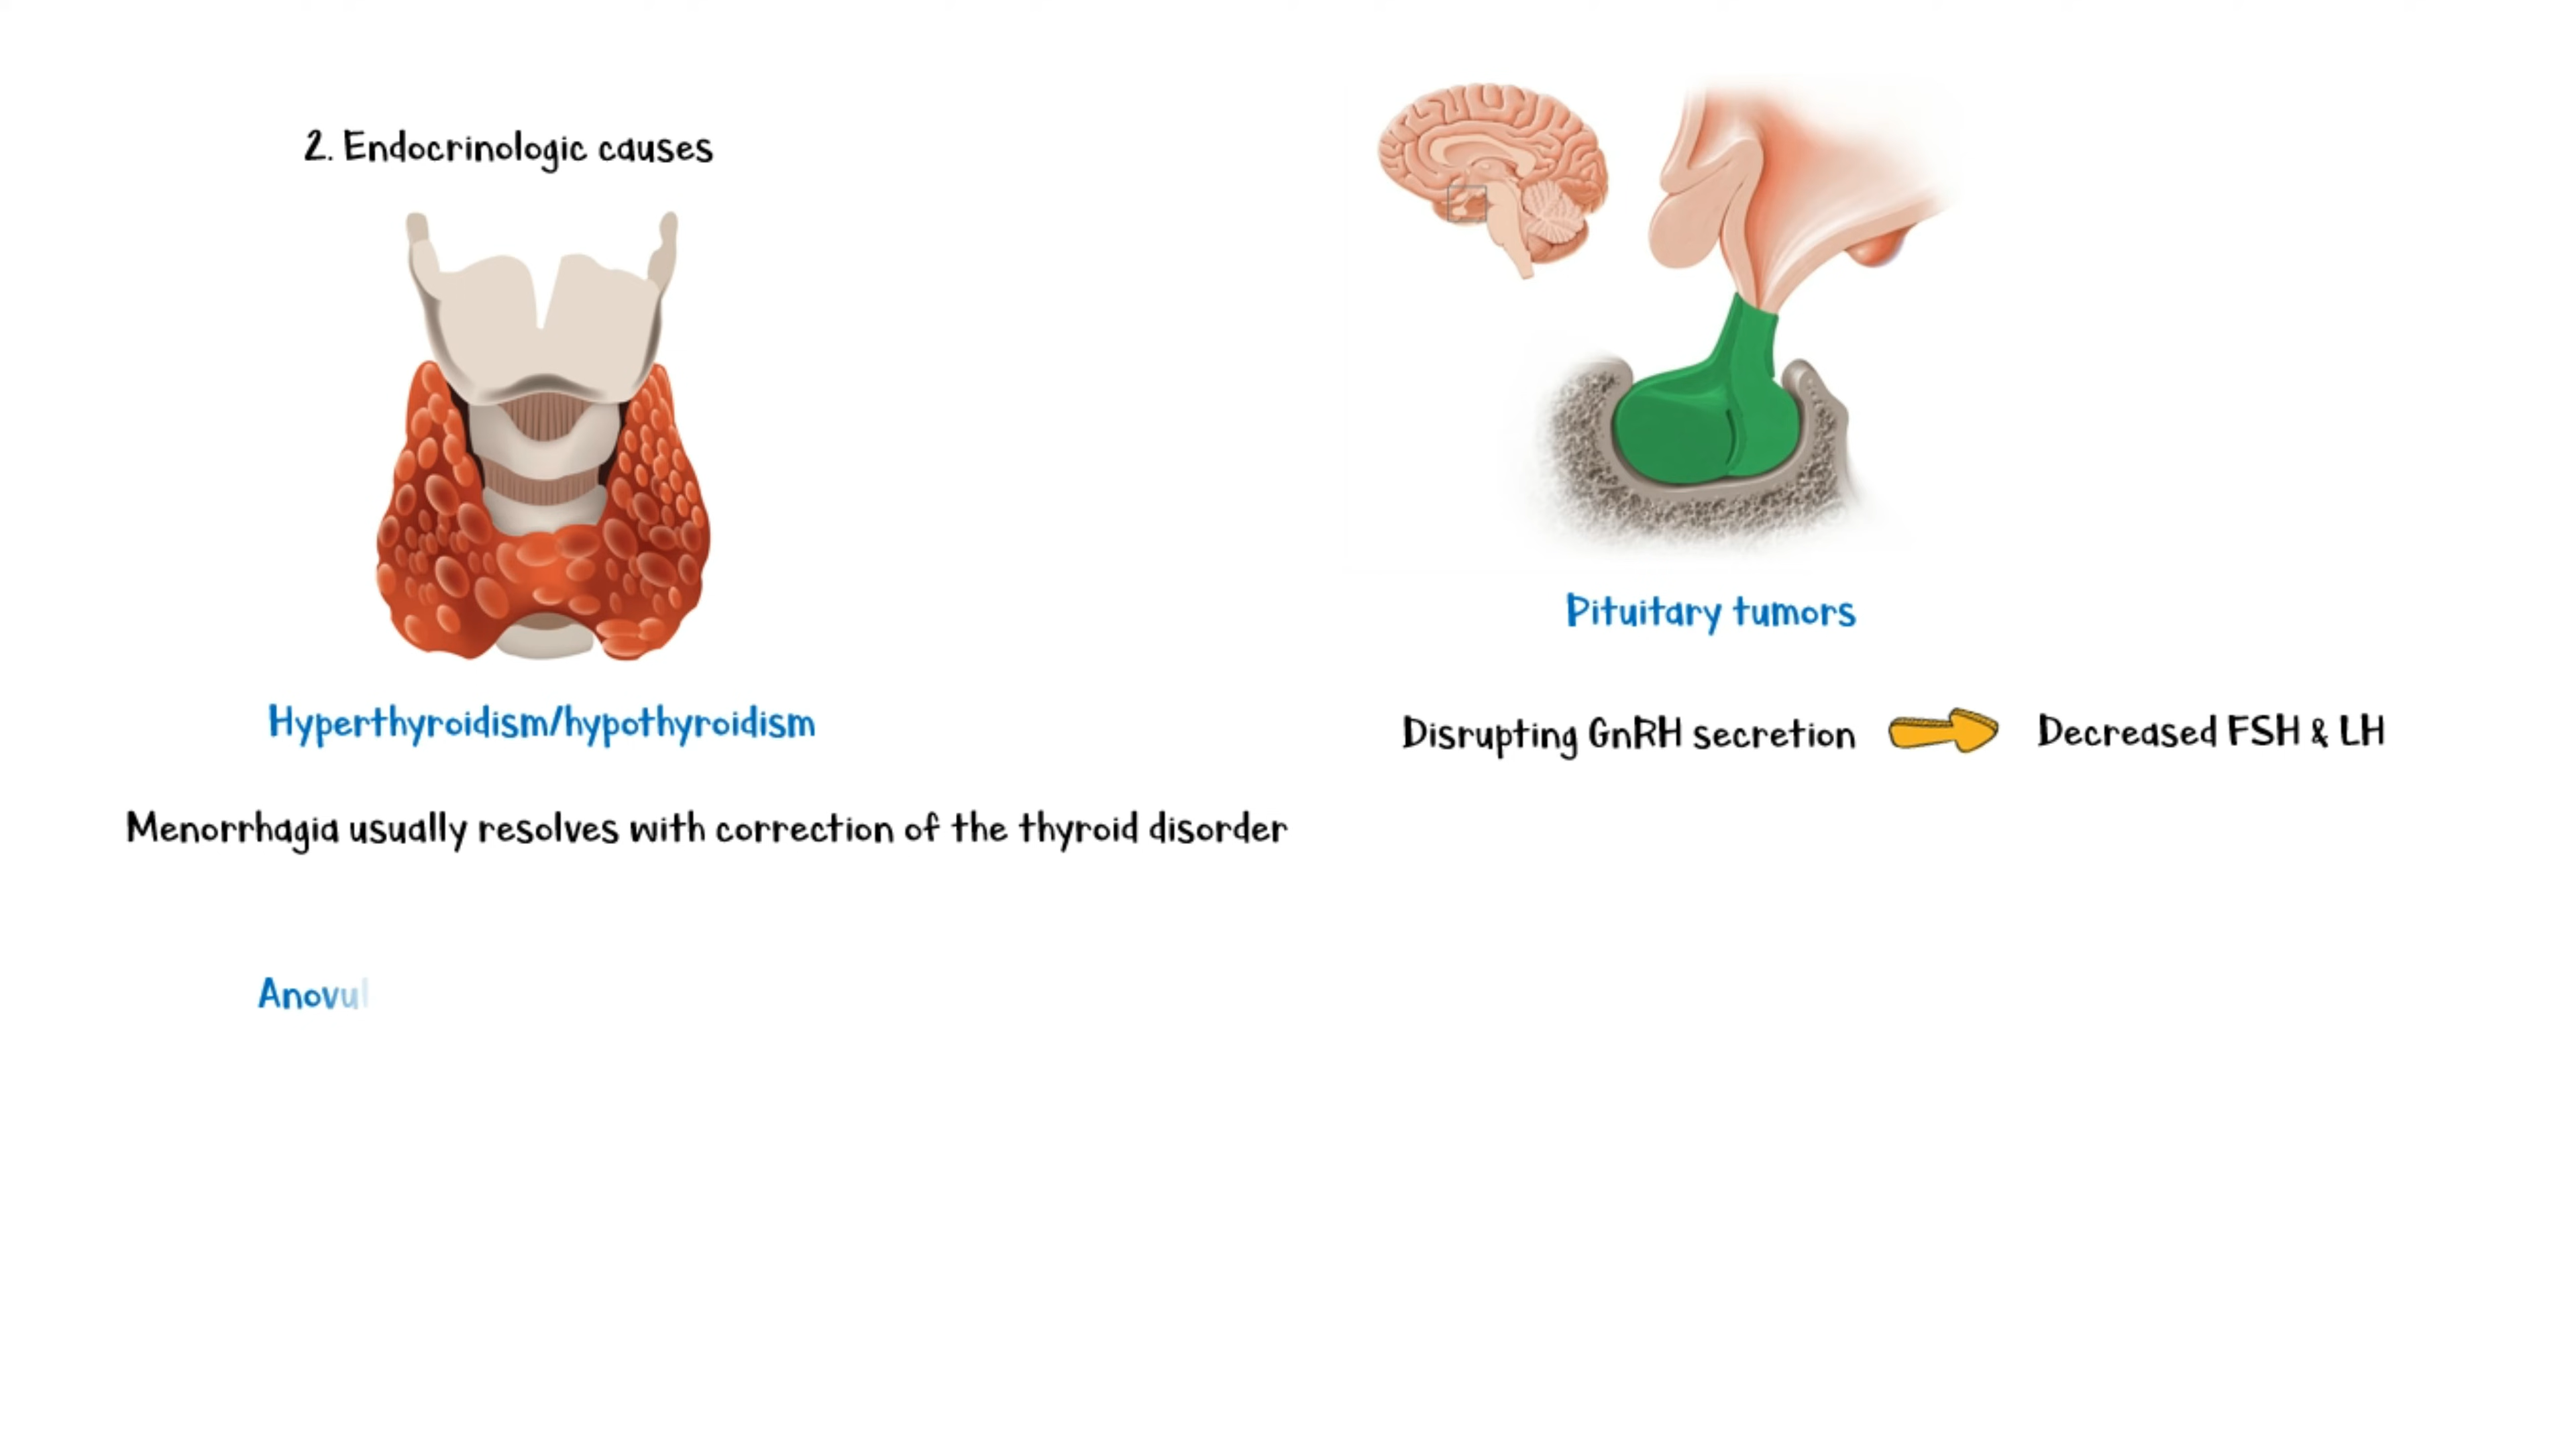 2. Endocrinologic causes
Hyperthyroidism/hypothyroidism
Menorrhagia usually resolves with correction of the thyroid disorder
Pituitary tumors
Disrupting GnRH secretion
Decreased FSH & LH
Anovul